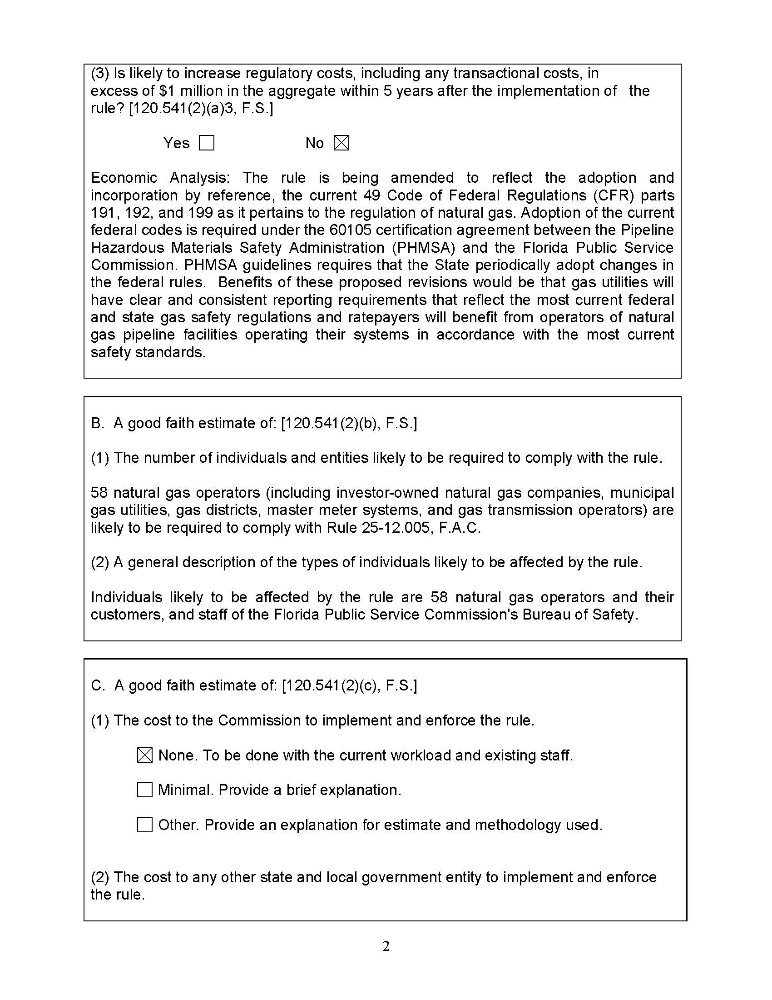 (3) Is likely to increase regulatory costs, including any transactional costs, in
excess of $1 million in the aggregate within 5 years after the implementation of   the
rule? [120.541(2)(a)3, F.S.]
Yes ☐ No ☒
Economic Analysis: The rule is being amended to reflect the adoption and
incorporation by reference, the current 49 Code of Federal Regulations (CFR) parts
191, 192, and 199 as it pertains to the regulation of natural gas. Adoption of the current
federal codes is required under the 60105 certification agreement between the Pipeline
Hazardous Materials Safety Administration (PHMSA) and the Florida Public Service
Commission. PHMSA guidelines requires that the State periodically adopt changes in
the federal rules.  Benefits of these proposed revisions would be that gas utilities will
have clear and consistent reporting requirements that reflect the most current federal
and state gas safety regulations and ratepayers will benefit from operators of natural
gas pipeline facilities operating their systems in accordance with the most current
safety standards.
B.  A good faith estimate of: [120.541(2)(b), F.S.]
(1) The number of individuals and entities likely to be required to comply with the rule.
58 natural gas operators (including investor-owned natural gas companies, municipal
gas utilities, gas districts, master meter systems, and gas transmission operators) are
likely to be required to comply with Rule 25-12.005, F.A.C.
(2) A general description of the types of individuals likely to be affected by the rule.
Individuals likely to be affected by the rule are 58 natural gas operators and their
customers, and staff of the Florida Public Service Commission's Bureau of Safety.
C.  A good faith estimate of: [120.541(2)(c), F.S.]
(1) The cost to the Commission to implement and enforce the rule.
☒ None. To be done with the current workload and existing staff.
☐ Minimal. Provide a brief explanation.
☐ Other. Provide an explanation for estimate and methodology used.
(2) The cost to any other state and local government entity to implement and enforce
the rule.
2